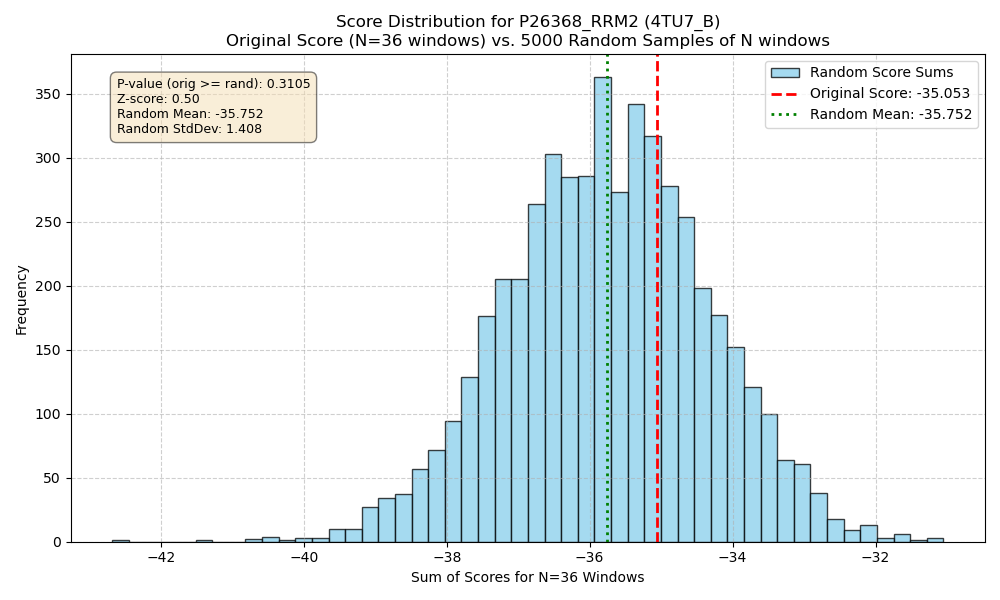 Score Distribution for P26368_RRM2 (4TU7_B)
Original Score (N=36 windows) vs. 5000 Random Samples of N windows
P-value (orig >= rand): 0.3105
Z-score: 0.50
Random Mean: -35.752
Random StdDev: 1.408
Random Score Sums
Original Score: -35.053
Random Mean: -35.752
Frequency
350
300
250
200
150
100
50
0
−42
−40
−38
−36
−34
−32
Sum of Scores for N=36 Windows